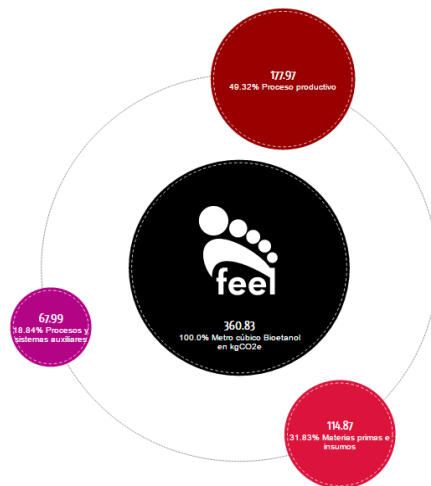 177.97
49.32% Proceso productivo
feel
360.83
100.0% Metro cúbico Bioetanol
en kgCO2e
67.99
18.84% Procesos y
sistemas auxiliares
114.87
31.83% Materias primas e
insumos